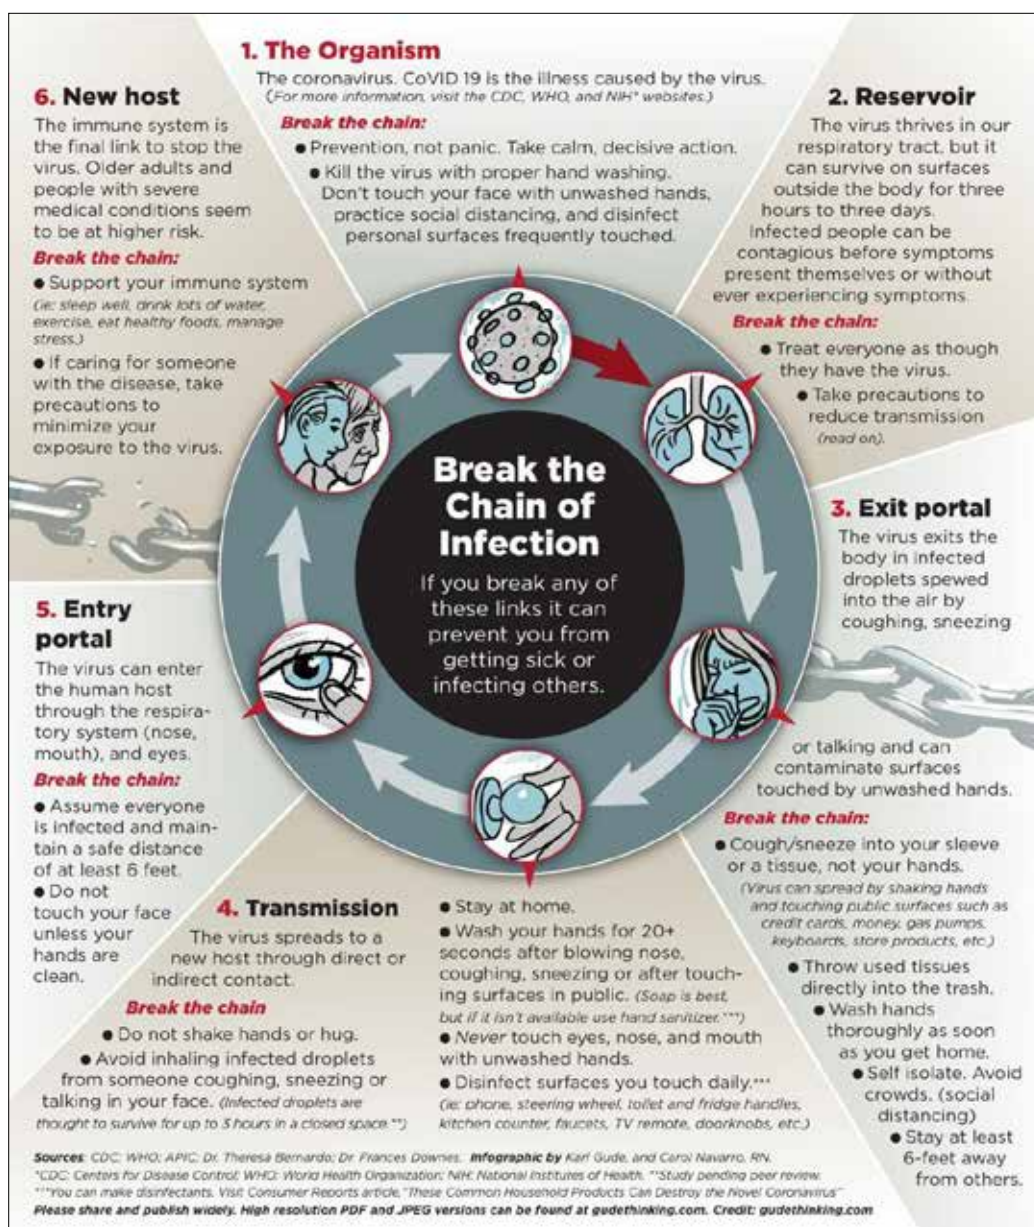 1. The Organism
The coronavirus. CoVID 19 is the illness caused by the virus.
(For more information, visit the CDC, WHO, and NIH* websites.)
Break the chain:
● Prevention, not panic. Take calm, decisive action.
● Kill the virus with proper hand washing.
Don't touch your face with unwashed hands,
practice social distancing, and disinfect
personal surfaces frequently touched.
2. Reservoir
The virus thrives in our
respiratory tract, but it
can survive on surfaces
outside the body for three
hours to three days.
Infected people can be
contagious before symptoms
present themselves or without
ever experiencing symptoms.
Break the chain:
● Treat everyone as though
they have the virus.
● Take precautions to
reduce transmission
(read on).
3. Exit portal
The virus exits the
body in infected
droplets spewed
into the air by
coughing, sneezing
or talking and can
contaminate surfaces
touched by unwashed hands.
Break the chain:
● Cough/sneeze into your sleeve
or a tissue, not your hands.
(Virus can spread by shaking hands
and touching public surfaces such as
credit cards, money, gas pumps,
keyboards, store products, etc.)
● Throw used tissues
directly into the trash.
● Wash hands
thoroughly as soon
as you get home.
● Self isolate. Avoid
crowds. (social
distancing)
● Stay at least
6-feet away
from others.
4. Transmission
The virus spreads to a
new host through direct or
indirect contact.
Break the chain
● Do not shake hands or hug.
● Avoid inhaling infected droplets
from someone coughing, sneezing or
talking in your face. (Infected droplets are
thought to survive for up to 3 hours in a closed space.**)
● Stay at home.
● Wash your hands for 20+
seconds after blowing nose,
coughing, sneezing or after touch-
ing surfaces in public. (Soap is best,
but if it isn't available use hand sanitizer.***)
● Never touch eyes, nose, and mouth
with unwashed hands.
● Disinfect surfaces you touch daily.***
(ie: phone, steering wheel, toilet and fridge handles,
kitchen counter, faucets, TV remote, doorknobs, etc.)
5. Entry
portal
The virus can enter
the human host
through the respira-
tory system (nose,
mouth), and eyes.
Break the chain:
● Assume everyone
is infected and main-
tain a safe distance
of at least 6 feet.
● Do not
touch your face
unless your
hands are
clean.
6. New host
The immune system is
the final link to stop the
virus. Older adults and
people with severe
medical conditions seem
to be at higher risk.
Break the chain:
● Support your immune system
(ie: sleep well, drink lots of water,
exercise, eat healthy foods, manage
stress.)
● If caring for someone
with the disease, take
precautions to
minimize your
exposure to the virus.
Break the
Chain of
Infection
If you break any of
these links it can
prevent you from
getting sick or
infecting others.
Sources: CDC; WHO; APIC; Dr. Theresa Bernardo; Dr. Frances Downes. Infographic by Karl Gude, and Carol Navarro, RN.
*CDC: Centers for Disease Control; WHO: World Health Organization; NIH: National Institutes of Health. **Study pending peer review.
***You can make disinfectants. Visit Consumer Reports article, "These Common Household Products Can Destroy the Novel Coronavirus"
Please share and publish widely. High resolution PDF and JPEG versions can be found at gudethinking.com. Credit: gudethinking.com